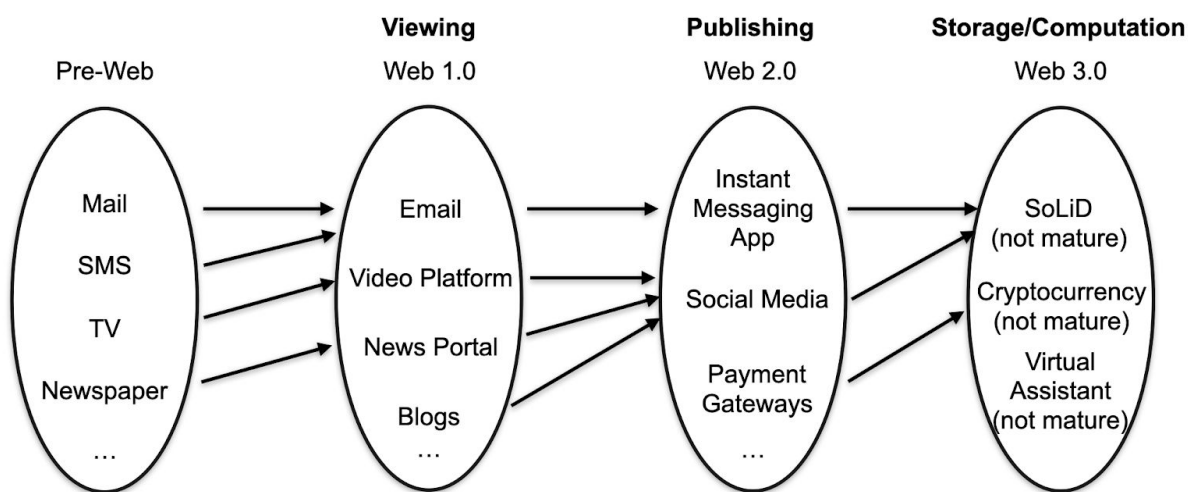 Viewing
Publishing
Storage/Computation
Pre-Web
Web 1.0
Web 2.0
Web 3.0
Mail
SMS
TV
Newspaper
…
Email
Video Platform
News Portal
Blogs
…
Instant
Messaging
App
Social Media
Payment
Gateways
…
SoLiD
(not mature)
Cryptocurrency
(not mature)
Virtual
Assistant
(not mature)